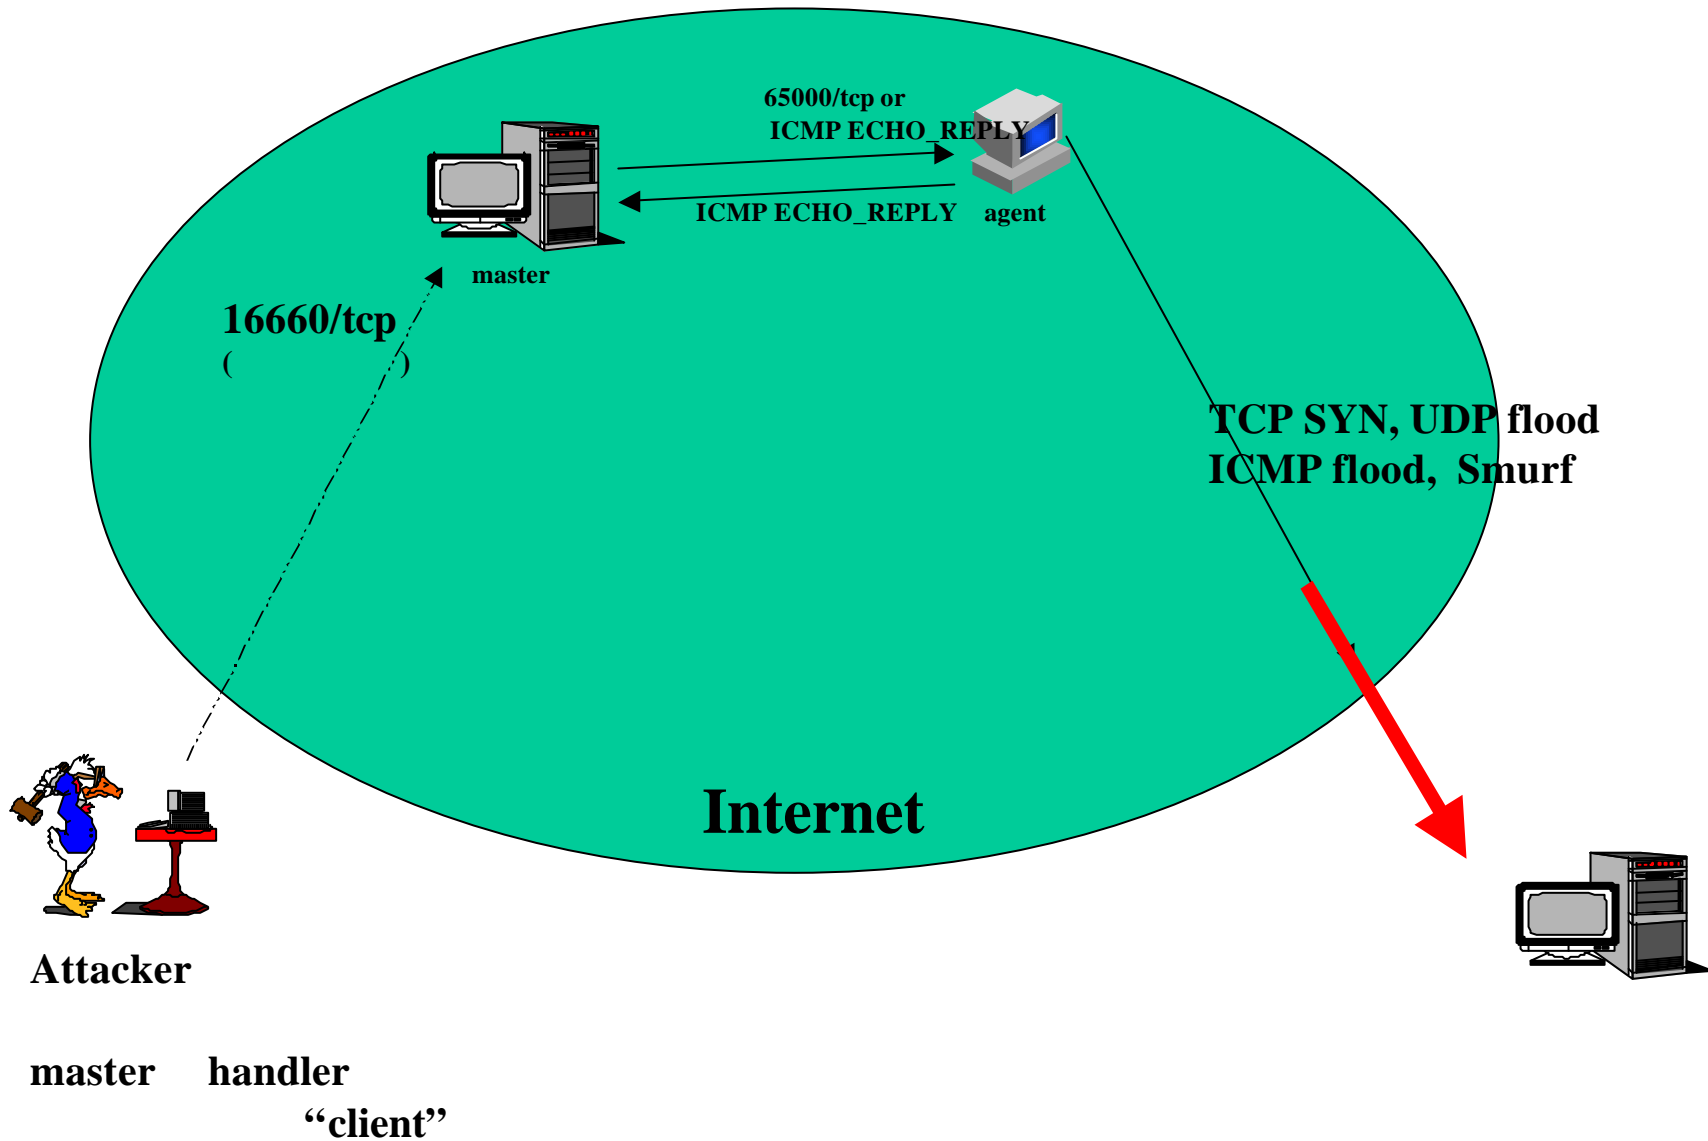 65000/tcp or
ICMP ECHO_REPLY
ICMP ECHO_REPLY
agent
master
16660/tcp
( )
TCP SYN, UDP flood
ICMP flood, Smurf
Internet
Attacker
master handler
“client”